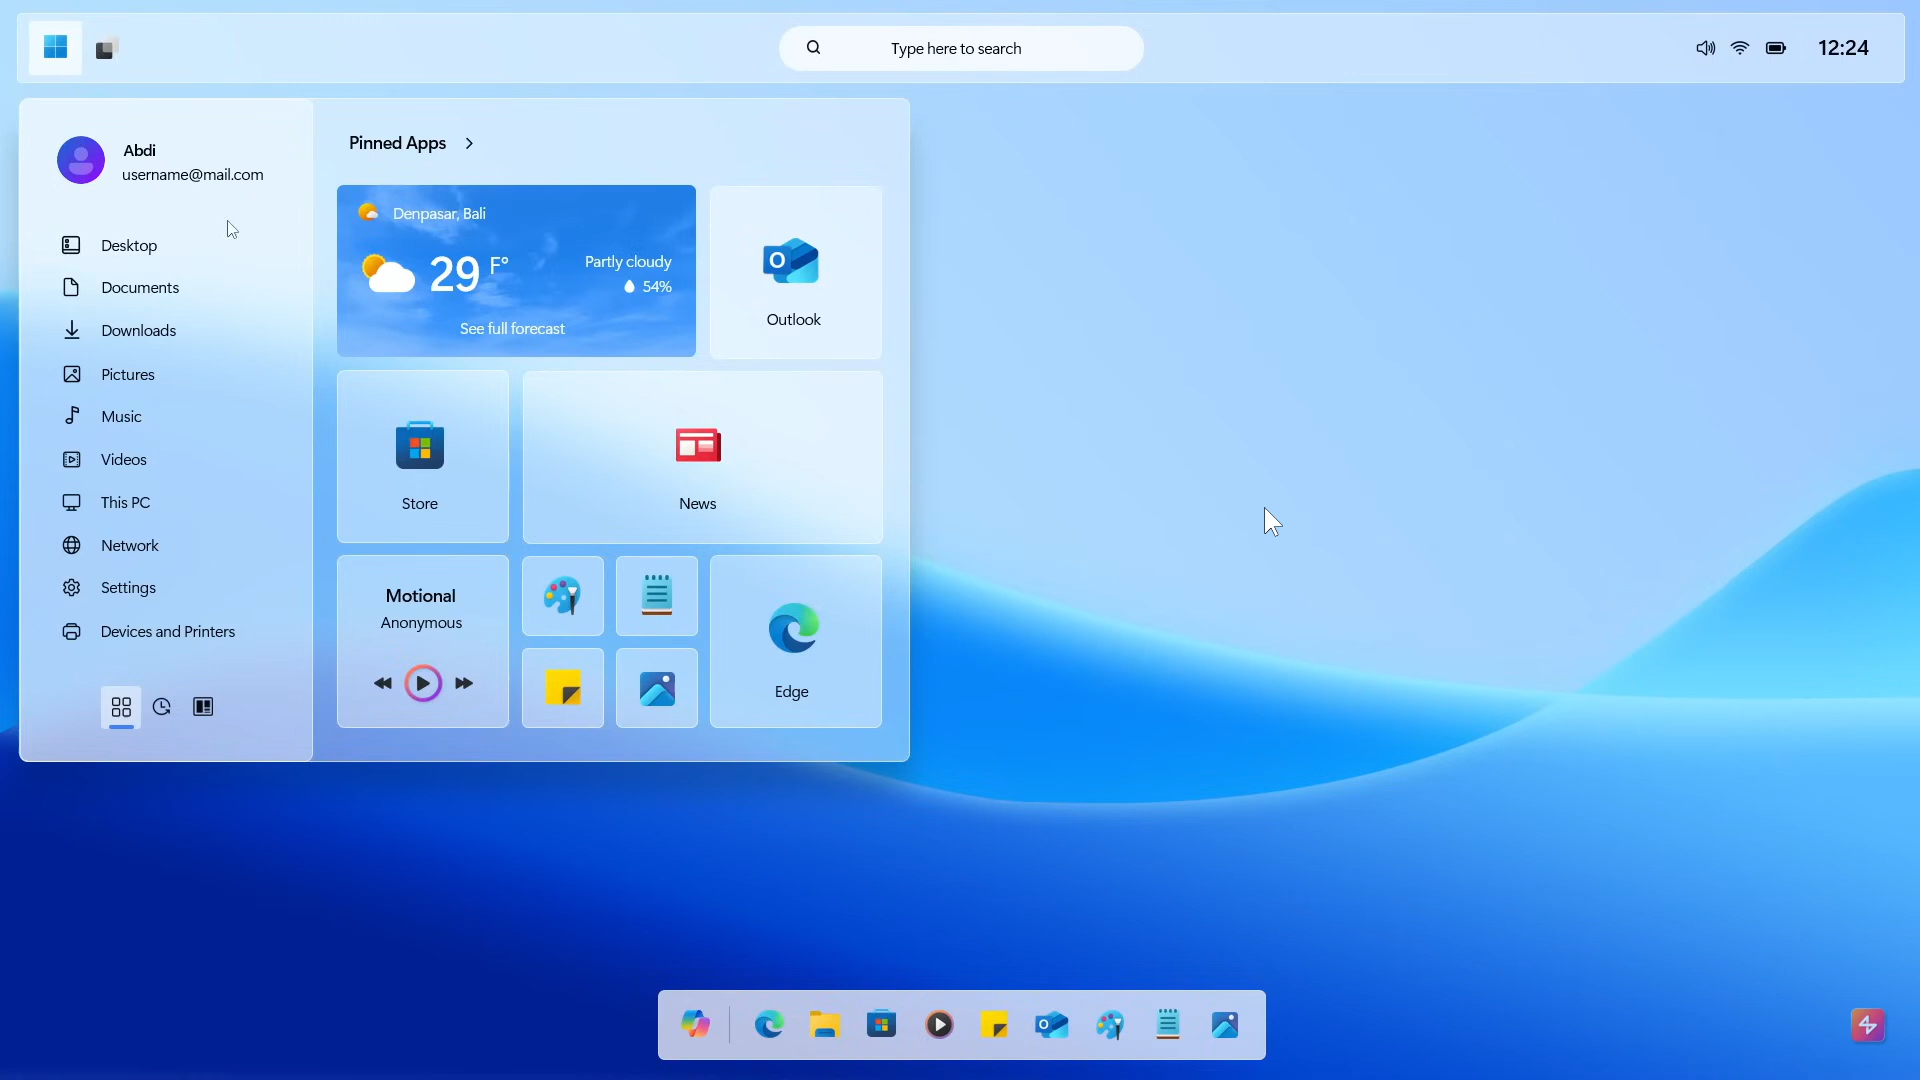 Type here to search
12:24
Abdi
username@mail.com
Desktop
Documents
Downloads
Pictures
Music
Videos
This PC
Network
Settings
Devices and Printers
Pinned Apps
Denpasar, Bali
29 F°
Partly cloudy
54%
See full forecast
O
Outlook
Store
News
Motional
Anonymous
Edge
O